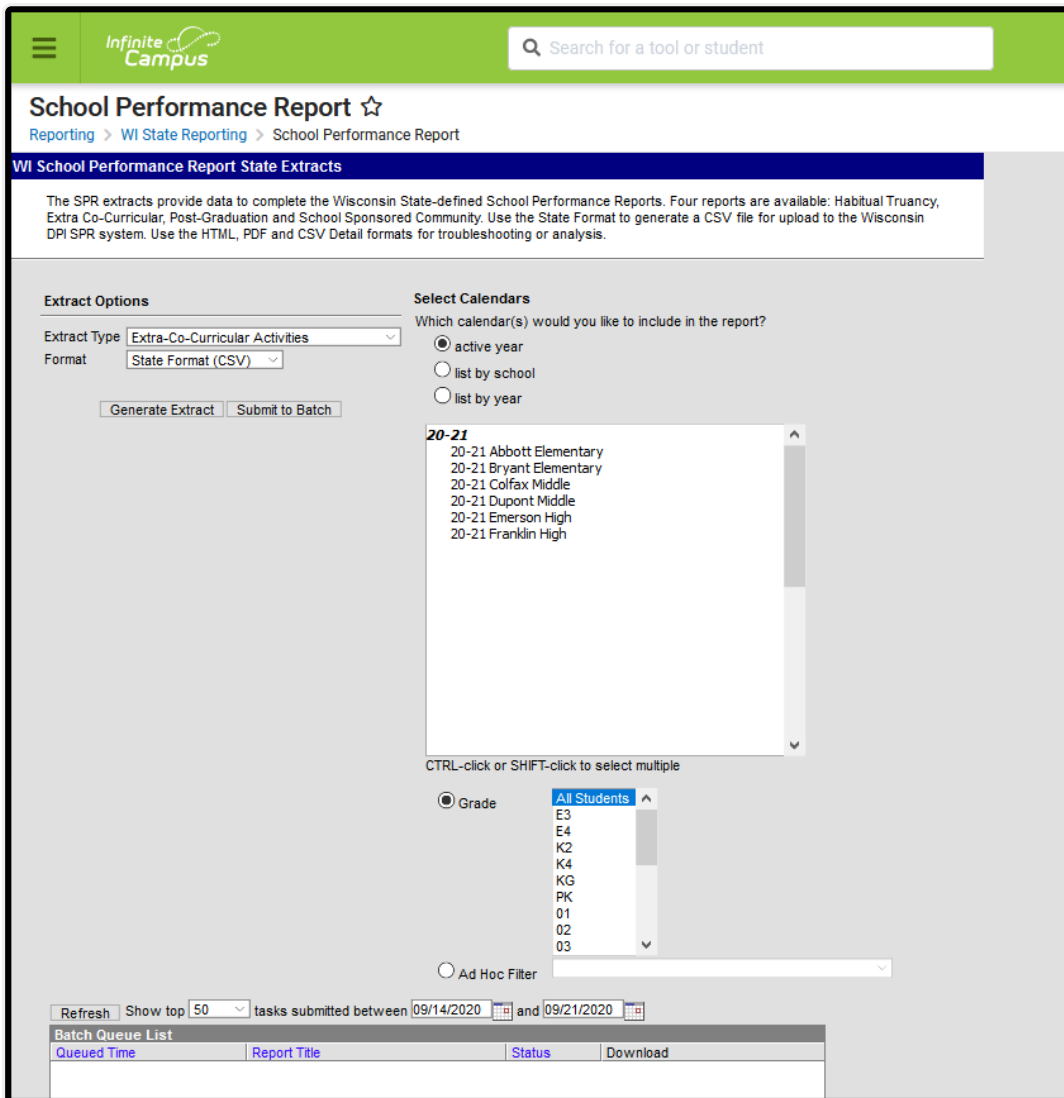 Infinite
Campus
Search for a tool or student
School Performance Report
Reporting > WI State Reporting > School Performance Report
WI School Performance Report State Extracts
The SPR extracts provide data to complete the Wisconsin State-defined School Performance Reports. Four reports are available: Habitual Truancy,
Extra Co-Curricular, Post-Graduation and School Sponsored Community. Use the State Format to generate a CSV file for upload to the Wisconsin
DPI SPR system. Use the HTML, PDF and CSV Detail formats for troubleshooting or analysis.
Extract Options
Extract Type Extra-Co-Curricular Activities
Format State Format (CSV)
Generate Extract Submit to Batch
Select Calendars
Which calendar(s) would you like to include in the report?
active year
list by school
list by year
20-21
20-21 Abbott Elementary
20-21 Bryant Elementary
20-21 Colfax Middle
20-21 Dupont Middle
20-21 Emerson High
20-21 Franklin High
CTRL-click or SHIFT-click to select multiple
Grade
All Students
E3
E4
K2
K4
KG
PK
01
02
03
Ad Hoc Filter
Refresh Show top 50 tasks submitted between 09/14/2020 and 09/21/2020
Batch Queue List
Queued Time Report Title Status Download